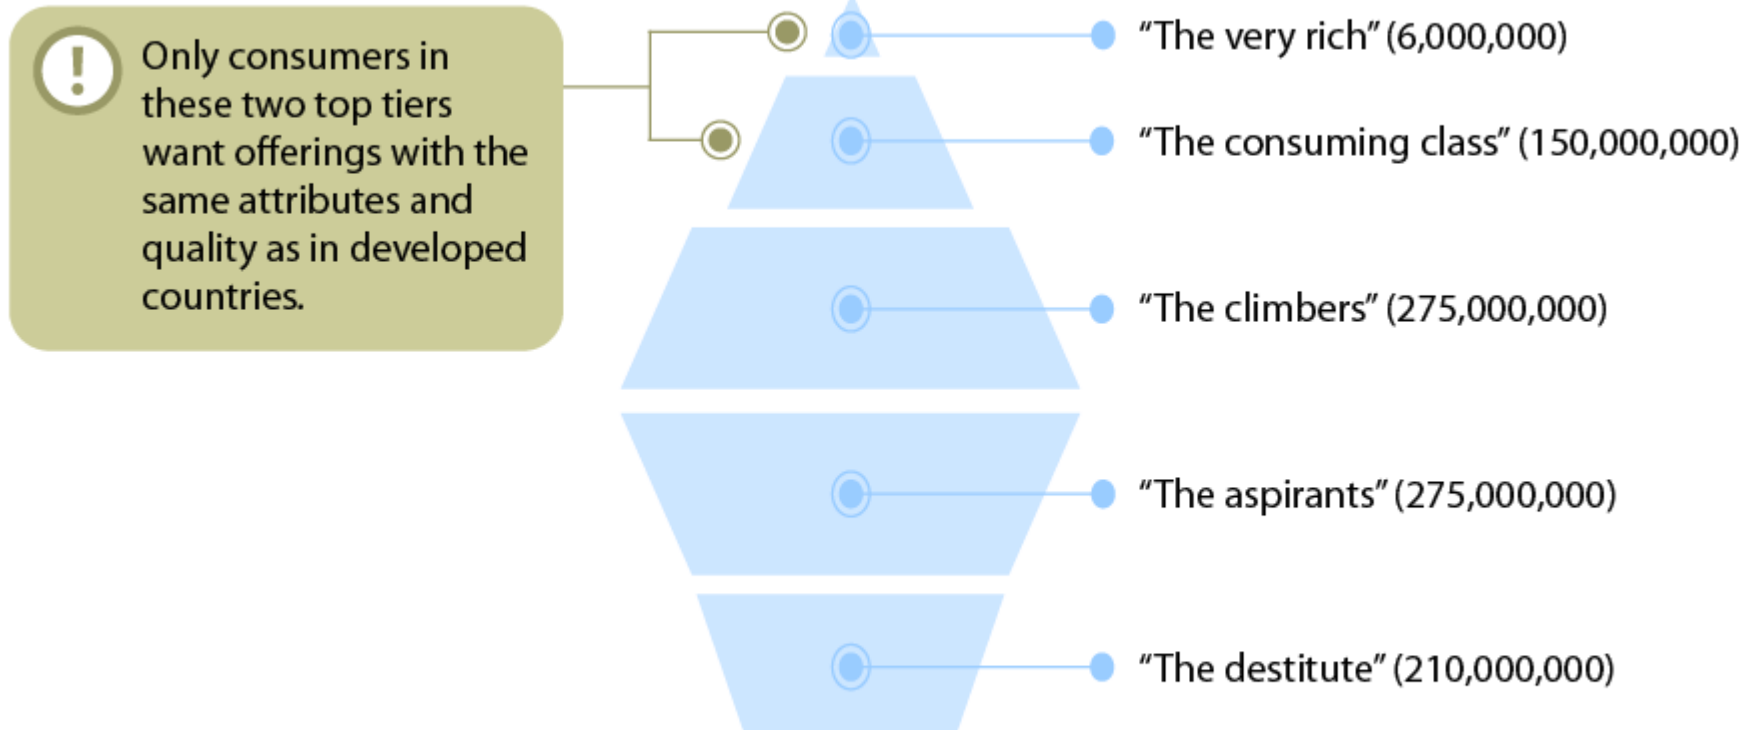 Only consumers in
these two top tiers
want offerings with the
same attributes and
quality as in developed
countries.
“The very rich” (6,000,000)
“The consuming class” (150,000,000)
“The climbers” (275,000,000)
“The aspirants” (275,000,000)
“The destitute” (210,000,000)